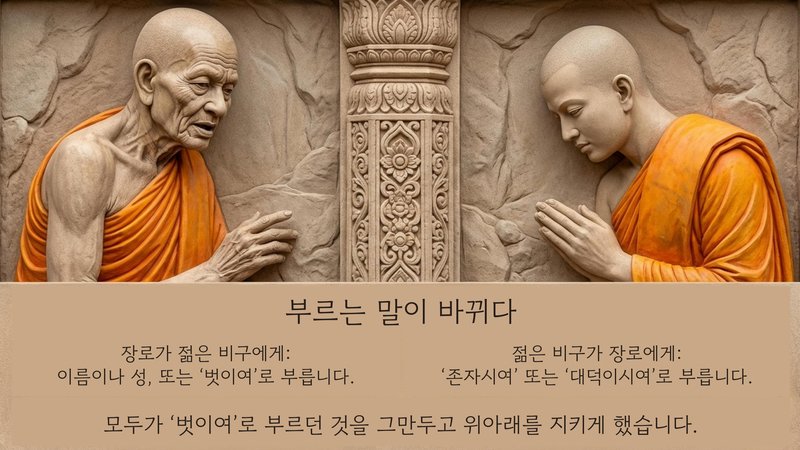 부르는 말이 바뀌다
장로가 젊은 비구에게:
이름이나 성, 또는 ‘벗이여’로 부릅니다.
젊은 비구가 장로에게:
‘존자시여’ 또는 ‘대덕이시여’로 부릅니다.
모두가 ‘벗이여’로 부르던 것을 그만두고 위아래를 지키게 했습니다.